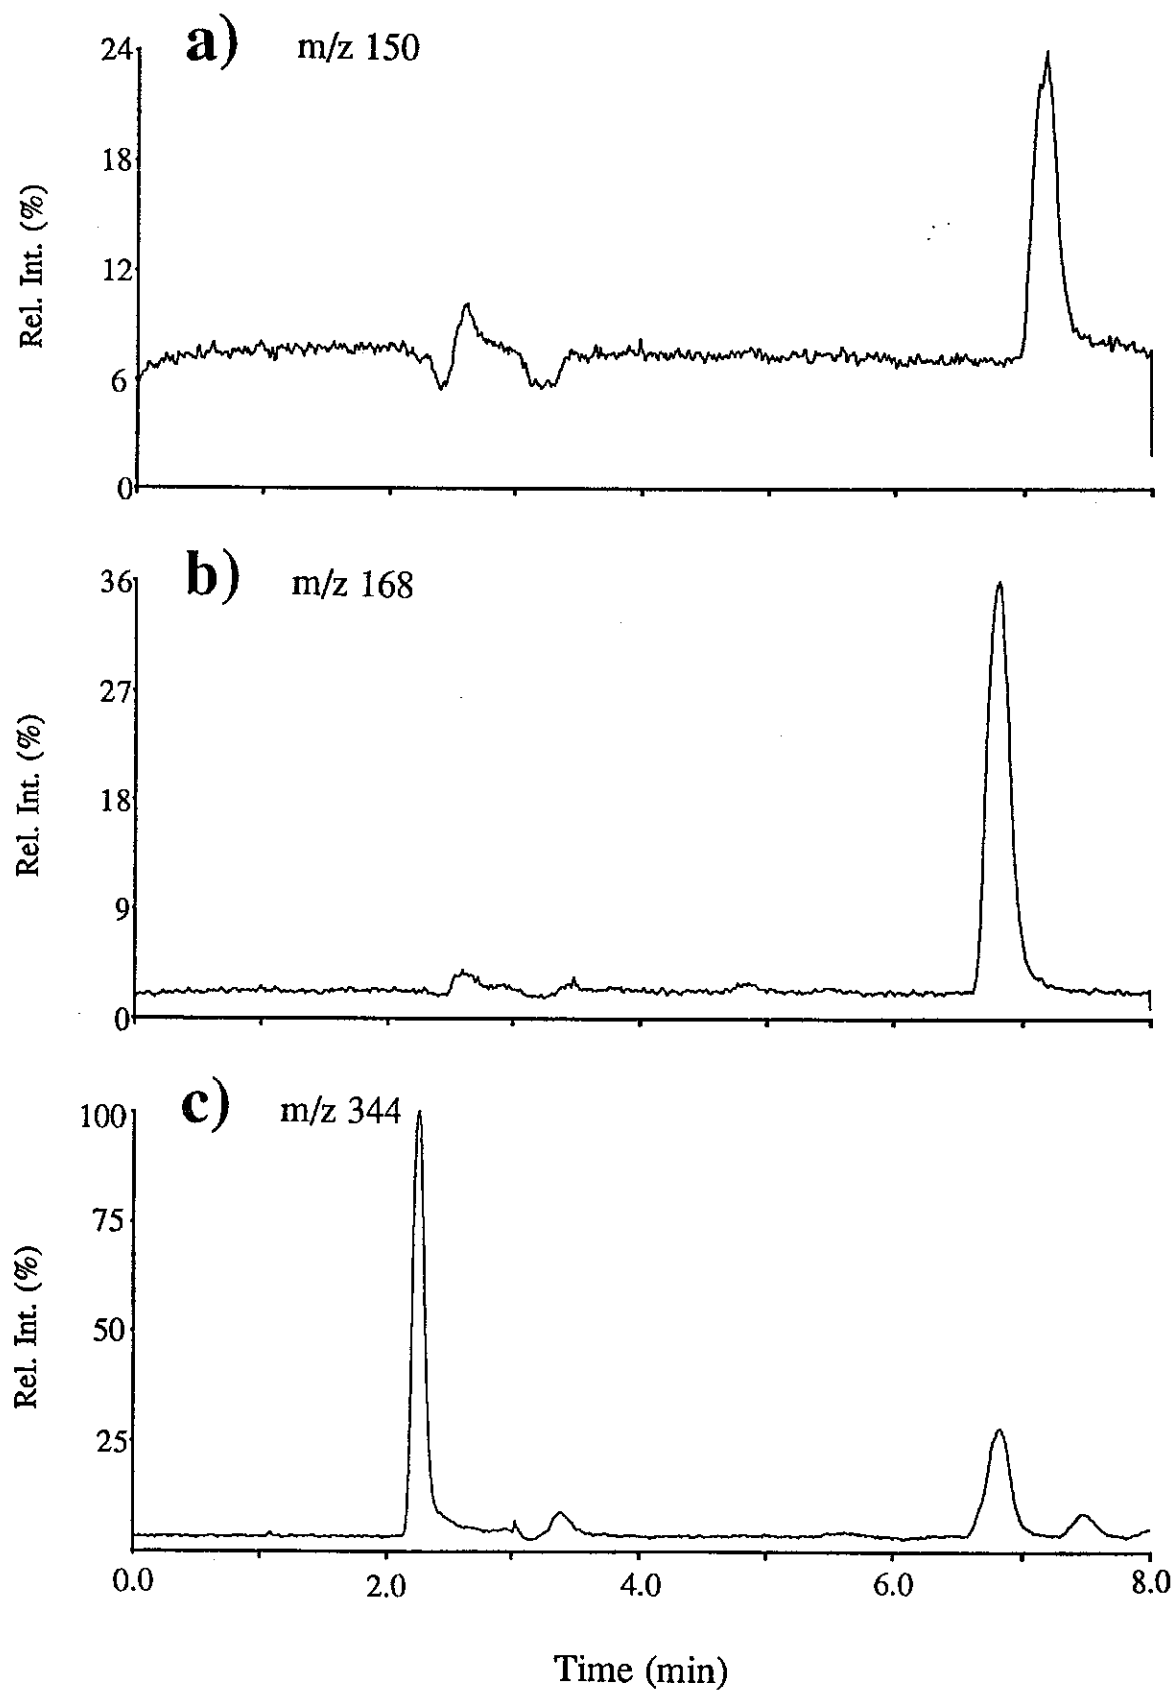 a) m/z 150
24
18
12
6
0
Rel. Int. (%)
b) m/z 168
36
27
18
9
0
Rel. Int. (%)
c) m/z 344
100
75
50
25
Rel. Int. (%)
0.0 2.0 4.0 6.0 8.0
Time (min)